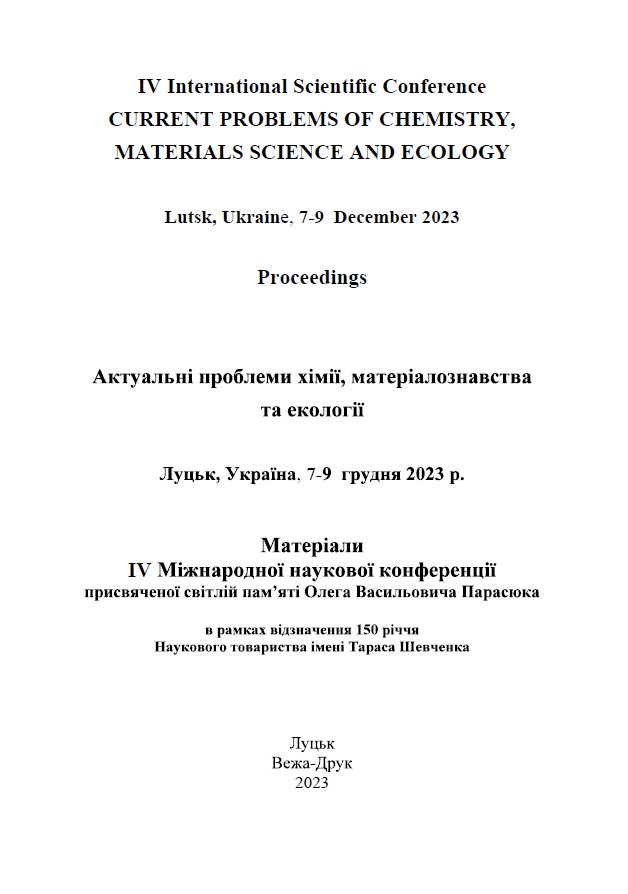 IV International Scientific Conference
CURRENT PROBLEMS OF CHEMISTRY,
MATERIALS SCIENCE AND ECOLOGY
Lutsk, Ukraine, 7-9 December 2023
Proceedings
Актуальні проблеми хімії, матеріалознавства
та екології
Луцьк, Україна, 7-9 грудня 2023 р.
Матеріали
IV Міжнародної наукової конференції
присвяченої світлій пам’яті Олега Васильовича Парасюка
в рамках відзначення 150 річчя
Наукового товариства імені Тараса Шевченка
Луцьк
Вежа-Друк
2023